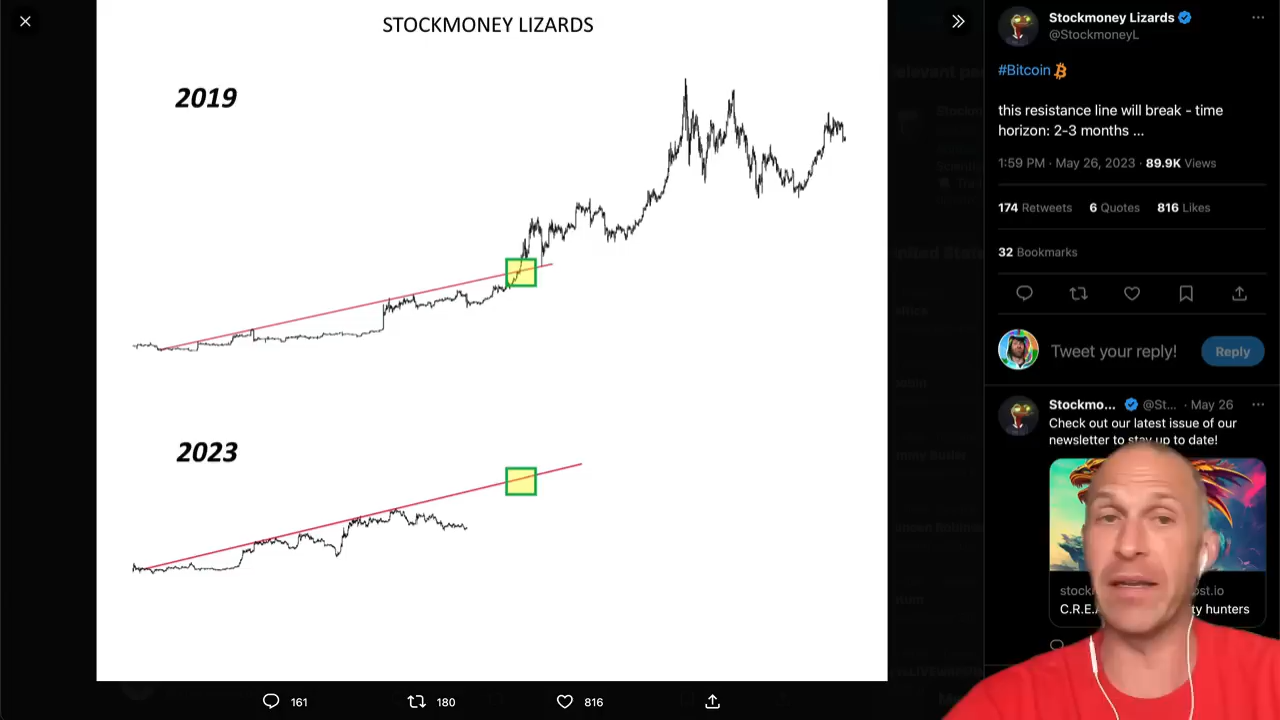 STOCKMONEY LIZARDS
2019
2023
161
180
816
Stockmoney Lizards
@StockmoneyL
#Bitcoin
this resistance line will break - time
horizon: 2-3 months ...
1:59 PM · May 26, 2023 · 89.9K Views
174 Retweets 6 Quotes 816 Likes
32 Bookmarks
Tweet your reply!
Reply
Stockmo... @St... · May 26
Check out our latest issue of our
newsletter to stay up to date!